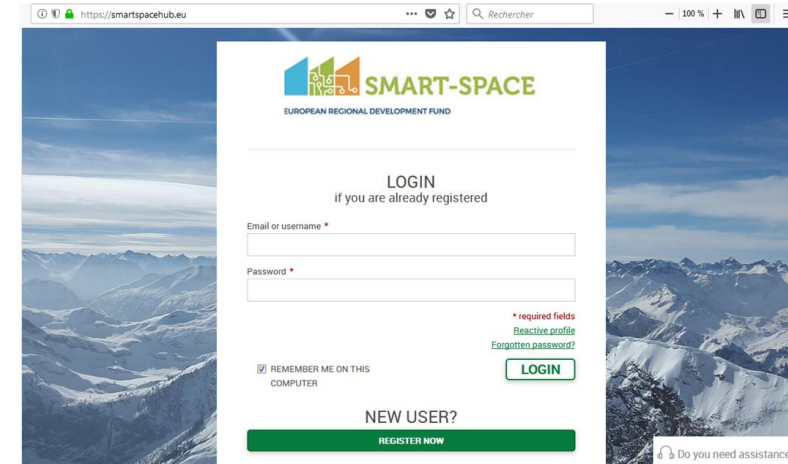 https://smartspacehub.eu
Rechercher
100 %
SMART-SPACE
EUROPEAN REGIONAL DEVELOPMENT FUND
LOGIN
if you are already registered
Email or username *
Password *
* required fields
Reactive profile
Forgotten password?
REMEMBER ME ON THIS
COMPUTER
LOGIN
NEW USER?
REGISTER NOW
Do you need assistance